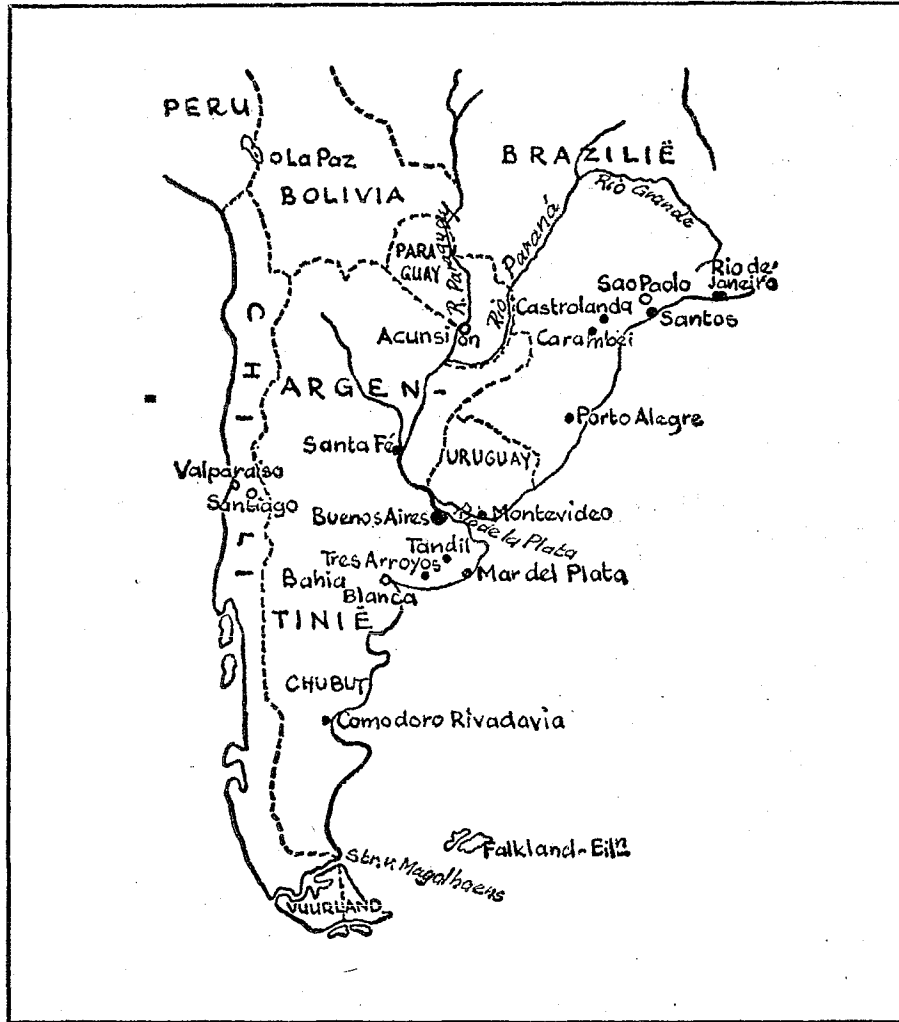 PERU
La Paz
BOLIVIA
BRAZILIË
Rio Grande
PARA
GUAY
R. Paraguay
Rio Paraná
Rio de
Janeiro
Sao Paolo
Castrolanda
Santos
Carambei
Acunsión
CHILI
ARGEN-
Porto Alegre
Santa Fé
URUGUAY
Valparaiso
Santiago
Buenos Aires
Montevideo
Rio de la Plata
Tandil
Tres Arroyos
Mar del Plata
Bahia
Blanca
TINIË
CHUBUT
Comodoro Rivadavia
Falkland-Eiln
Str. v. Magalhaens
VUURLAND